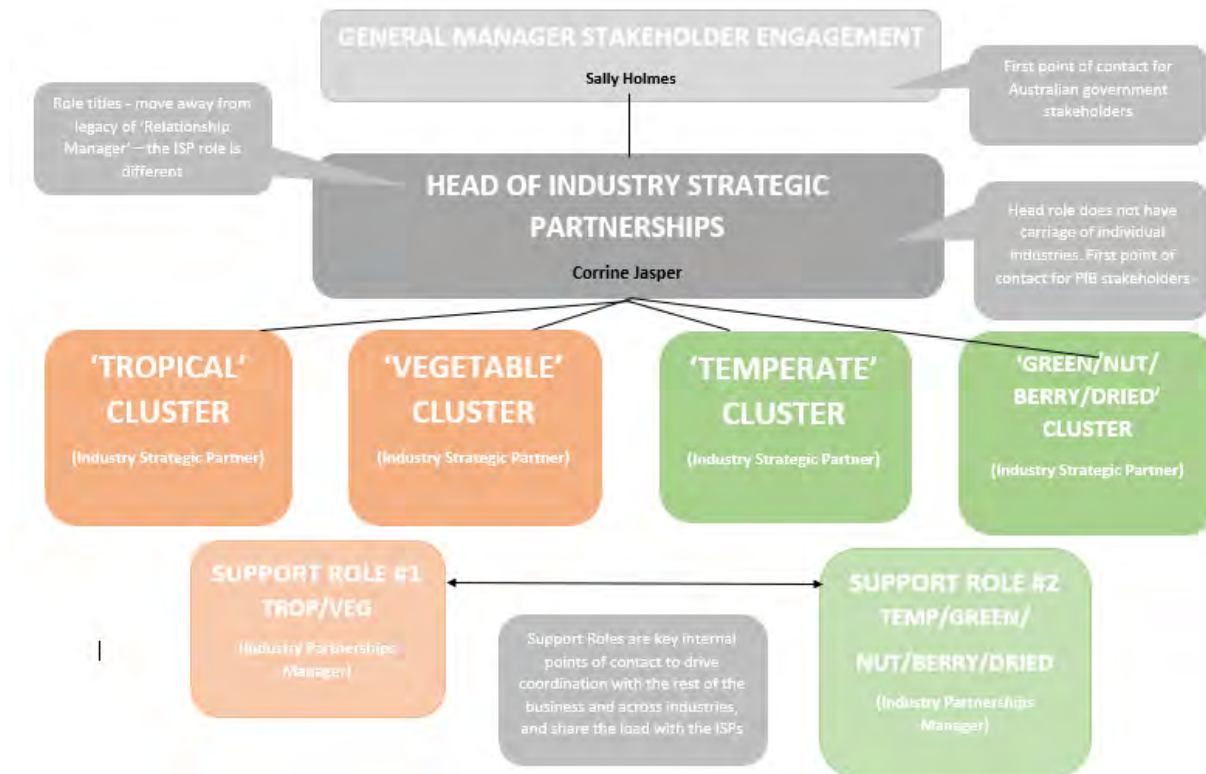 GENERAL MANAGER STAKEHOLDER ENGAGEMENT
Sally Holmes
First point of contact for
Australian government
stakeholders
Role titles - move away from
legacy of 'Relationship
Manager' – the ISP role is
different
HEAD OF INDUSTRY STRATEGIC
PARTNERSHIPS
Corrine Jasper
Head role does not have
carriage of individual
industries. First point of
contact for PIB stakeholders
'TROPICAL'
CLUSTER
(Industry Strategic Partner)
'VEGETABLE'
CLUSTER
(Industry Strategic Partner)
'TEMPERATE'
CLUSTER
(Industry Strategic Partner)
'GREEN/NUT/
BERRY/DRIED'
CLUSTER
(Industry Strategic Partner)
SUPPORT ROLE #1
TROP/VEG
(Industry Partnerships
Manager)
Support Roles are key internal
points of contact to drive
coordination with the rest of the
business and across industries,
and share the load with the ISPs
SUPPORT ROLE #2
TEMP/GREEN/
NUT/BERRY/DRIED
(Industry Partnerships
Manager)